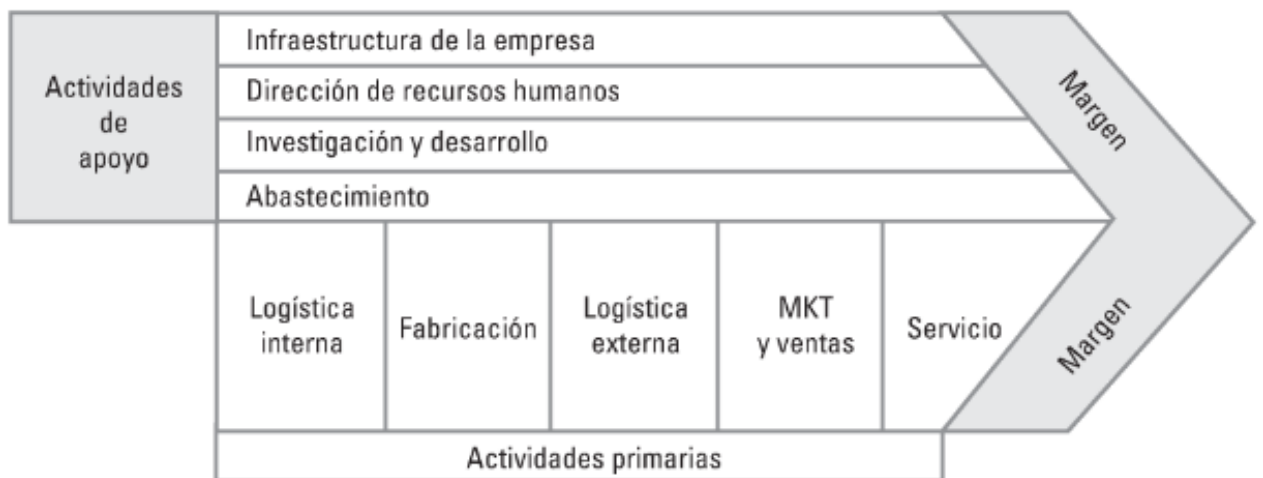 Actividades
de
apoyo
Infraestructura de la empresa
Dirección de recursos humanos
Investigación y desarrollo
Abastecimiento
Margen
Logística
interna
Fabricación
Logística
externa
MKT
y ventas
Servicio
Margen
Actividades primarias